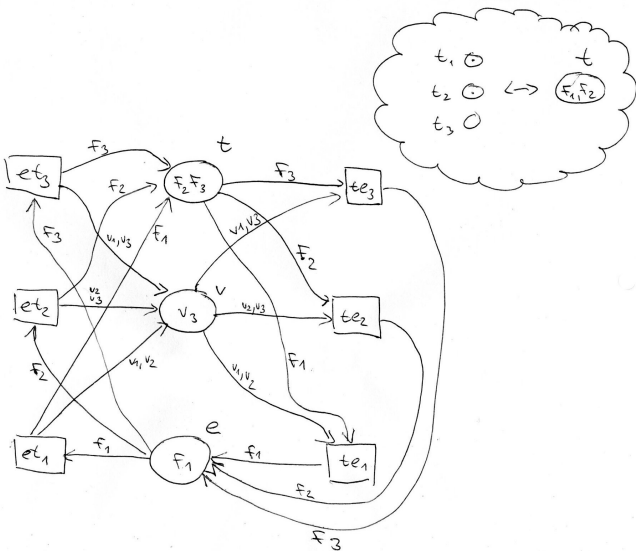 t₁
t
t₂
f₁,f₂
t₃
t
f₃
et₃
f₂
f₂f₃
f₃
te₃
f₁
v₁,v₃
v₁,v₃
f₃
f₂
et₂
v₂
v₃
v
v₃
v₂,v₃
te₂
v₁,v₂
v₁,v₂
f₁
f₂
e
et₁
f₁
f₁
f₁
te₁
f₂
f₃